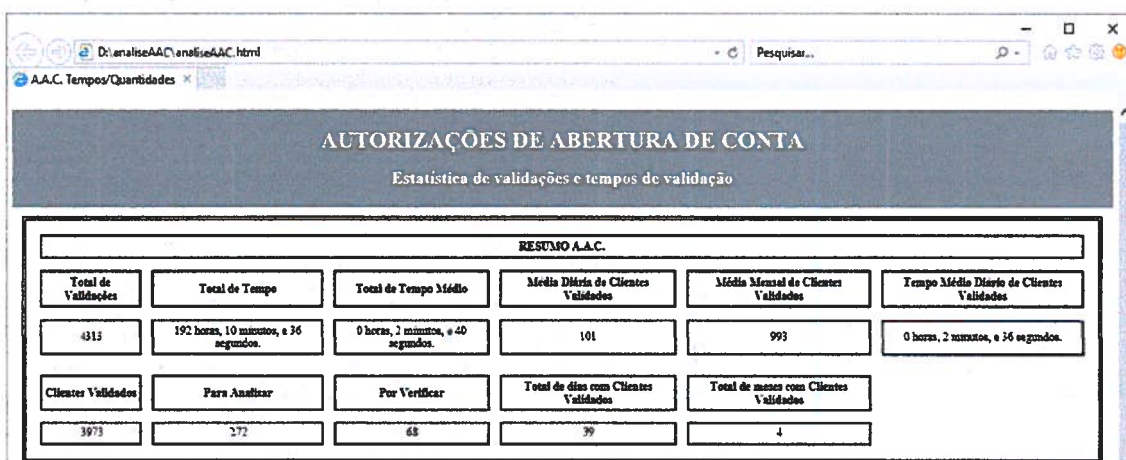 D:\analiseAAC\analiseAAC.html
Pesquisar...
A.A.C. Tempos/Quantidades
AUTORIZAÇÕES DE ABERTURA DE CONTA
Estatística de validações e tempos de validação
RESUMO A.A.C.
Total de Validações
Total de Tempo
Total de Tempo Médio
Média Diária de Clientes Validados
Média Mensal de Clientes Validados
Tempo Médio Diário de Clientes Validados
4313
192 horas, 10 minutos, e 36 segundos.
0 horas, 2 minutos, e 40 segundos.
101
993
0 horas, 2 minutos, e 36 segundos.
Clientes Validados
Para Analisar
Por Verificar
Total de dias com Clientes Validados
Total de meses com Clientes Validados
3973
272
68
39
4